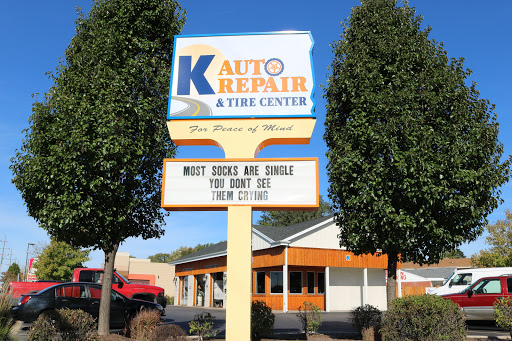 K AUTO
REPAIR
& TIRE CENTER
For Peace of Mind
MOST SOCKS ARE SINGLE
YOU DONT SEE
THEM CRYING